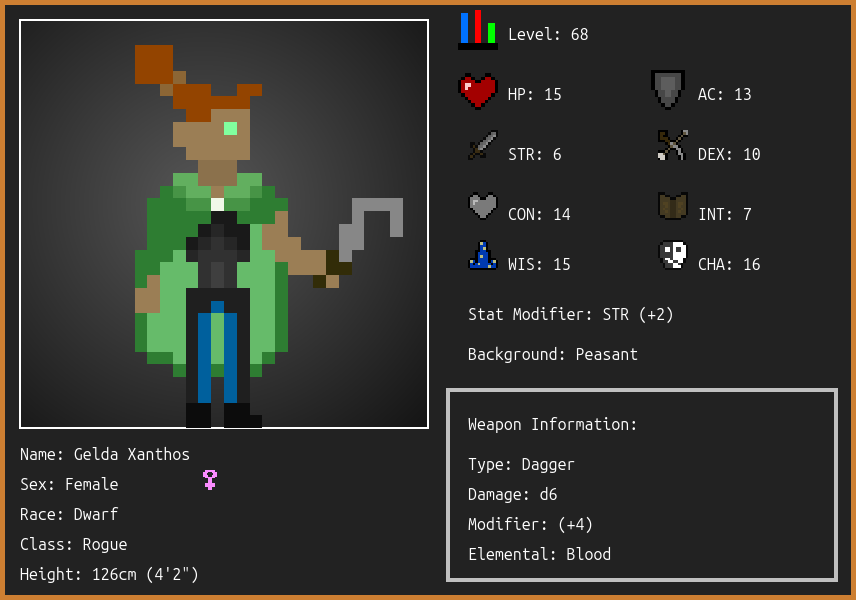 Level: 68
HP: 15
AC: 13
STR: 6
DEX: 10
CON: 14
INT: 7
WIS: 15
CHA: 16
Stat Modifier: STR (+2)
Background: Peasant
Weapon Information:
Type: Dagger
Damage: d6
Modifier: (+4)
Elemental: Blood
Name: Gelda Xanthos
Sex: Female
Race: Dwarf
Class: Rogue
Height: 126cm (4'2")